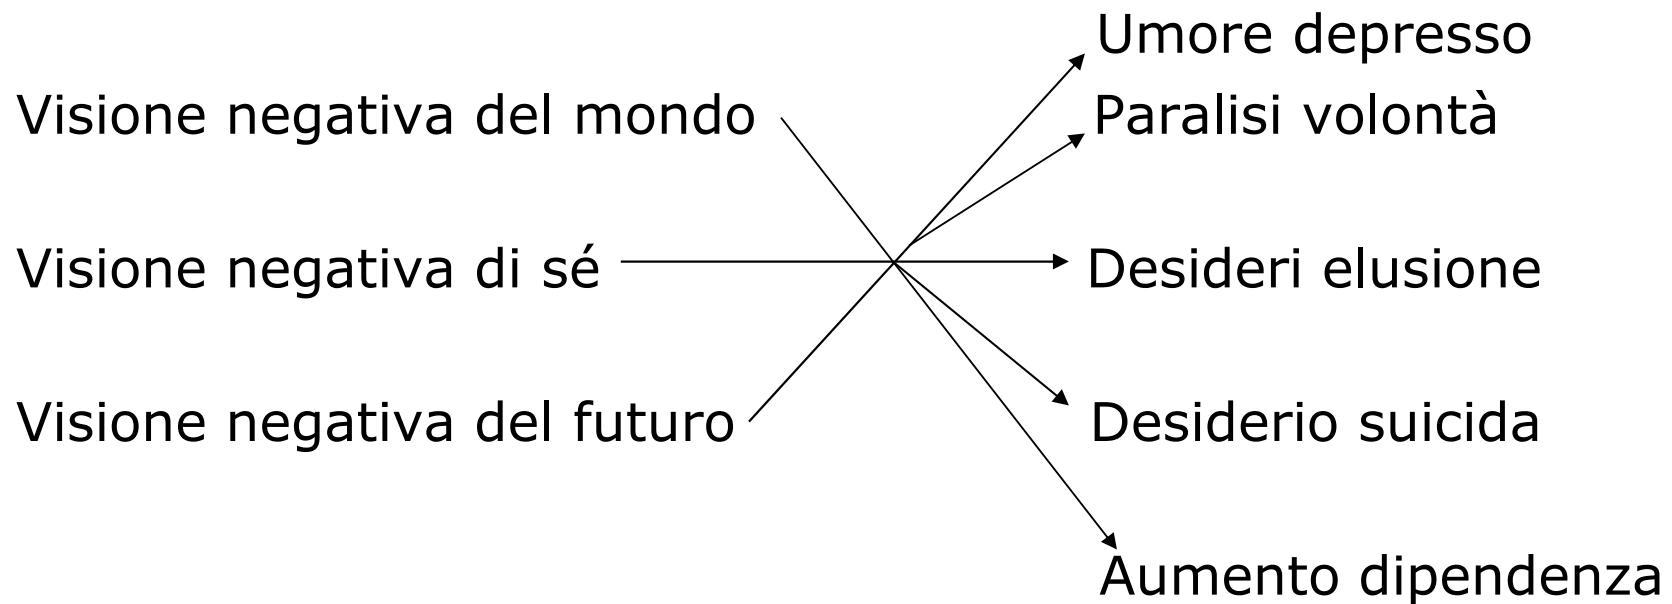 Visione negativa del mondo
Visione negativa di sé
Visione negativa del futuro
Umore depresso
Paralisi volontà
Desideri elusione
Desiderio suicida
Aumento dipendenza